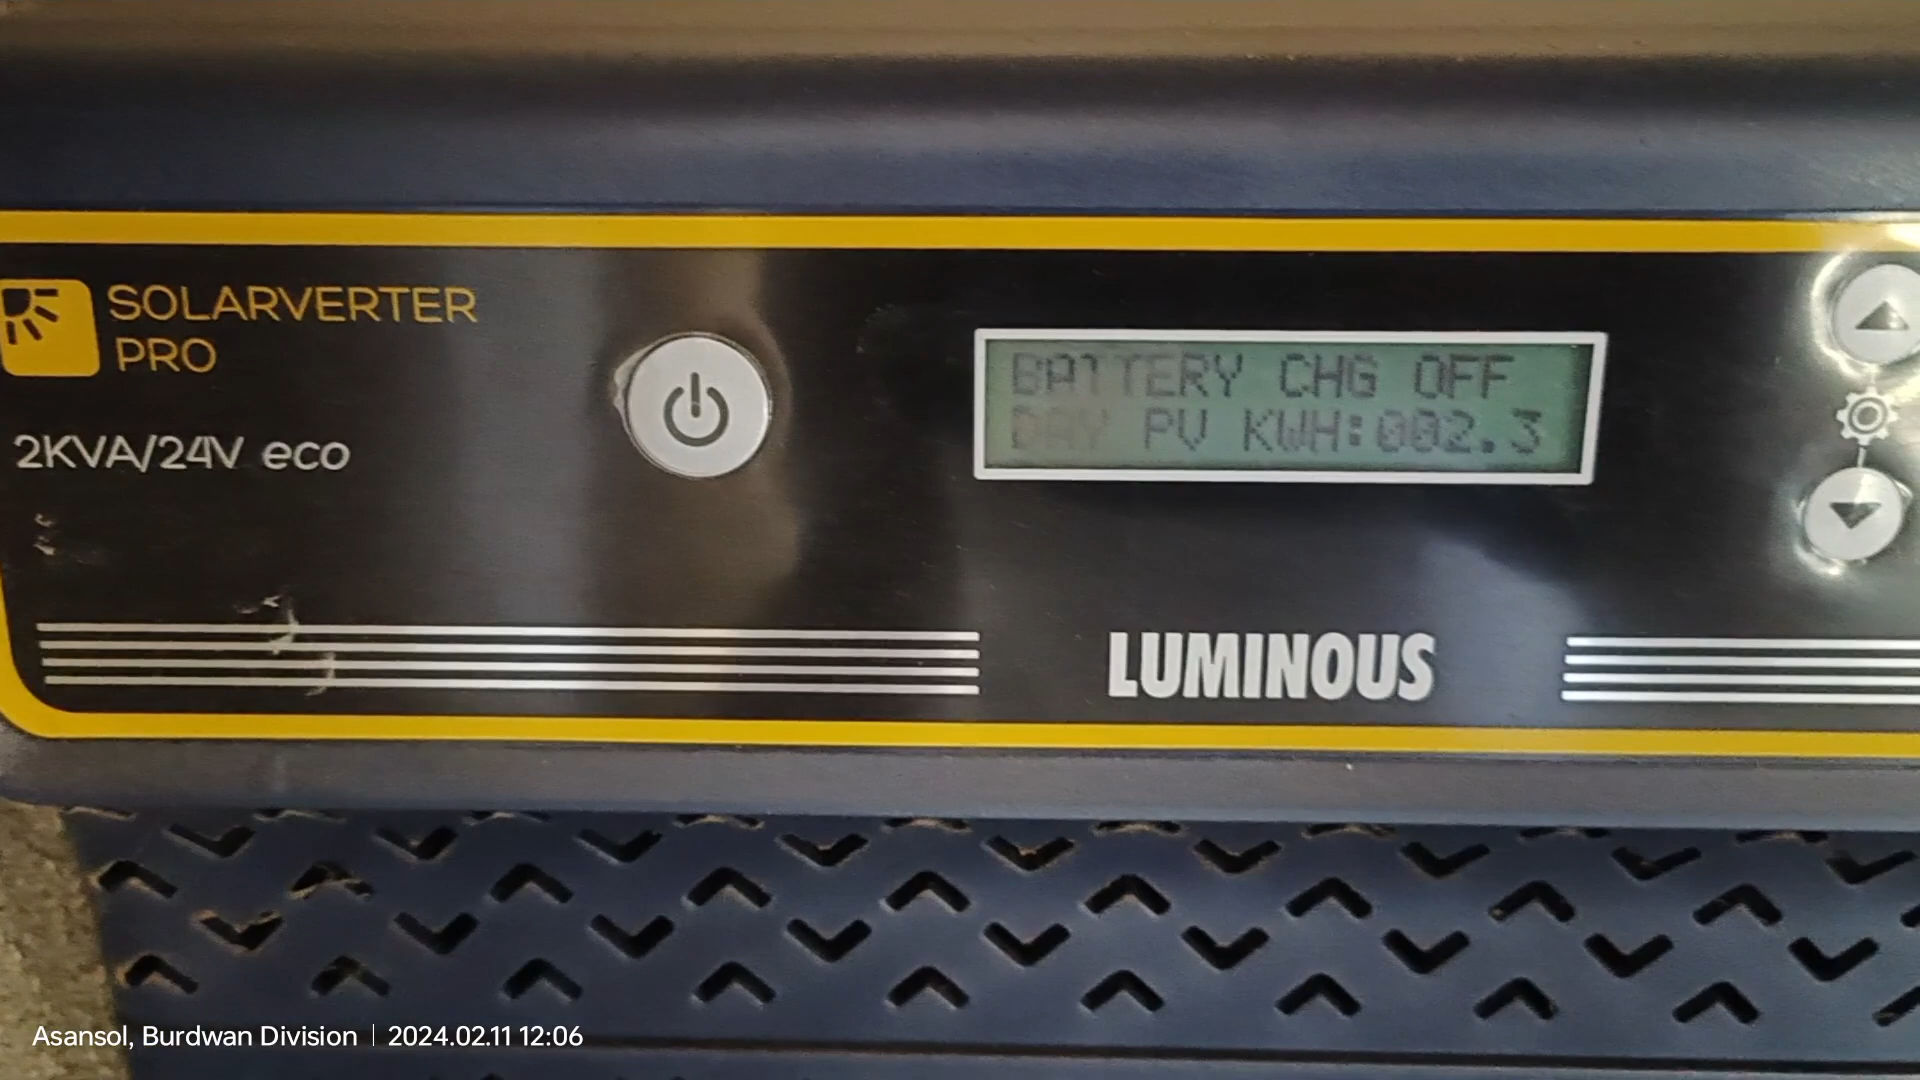 SOLARVERTER
PRO
2KVA/24V eco
BATTERY CHG OFF
DAY PV KWH:002.3
LUMINOUS
Asansol, Burdwan Division | 2024.02.11 12:06